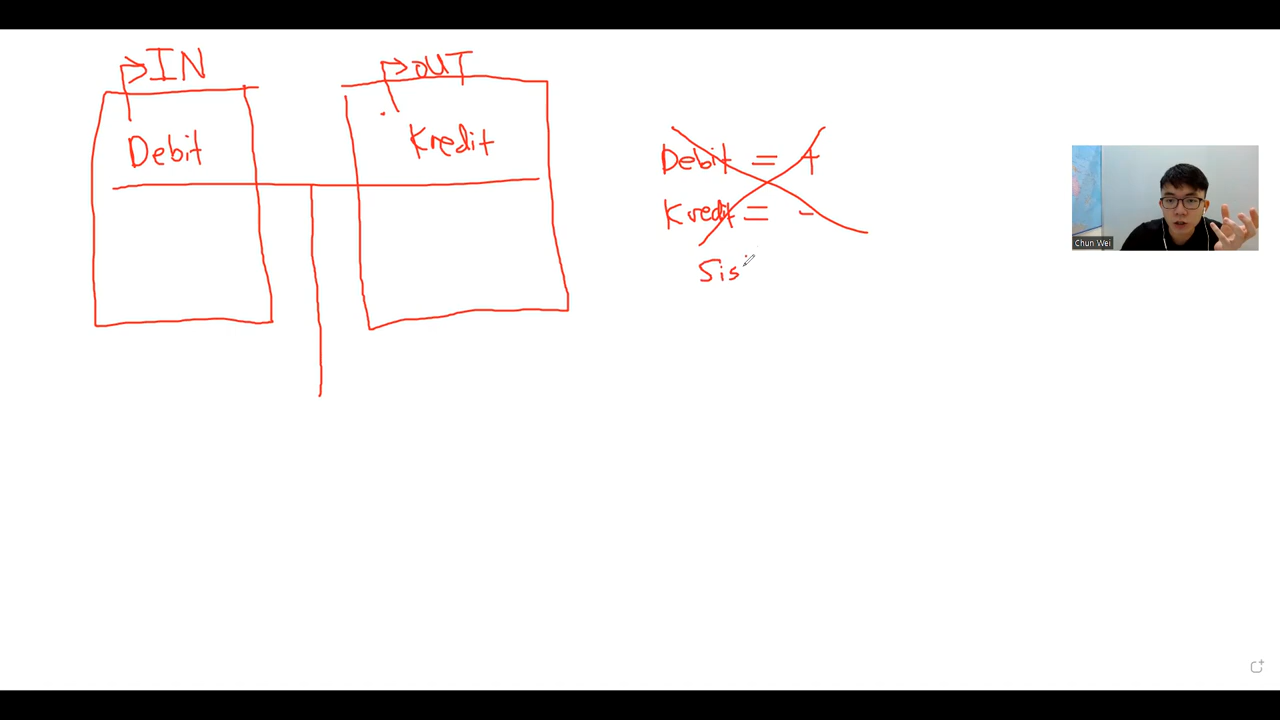 IN
OUT
Debit
Kredit
Debit = +
Kredit = -
Sis
Chun Wei